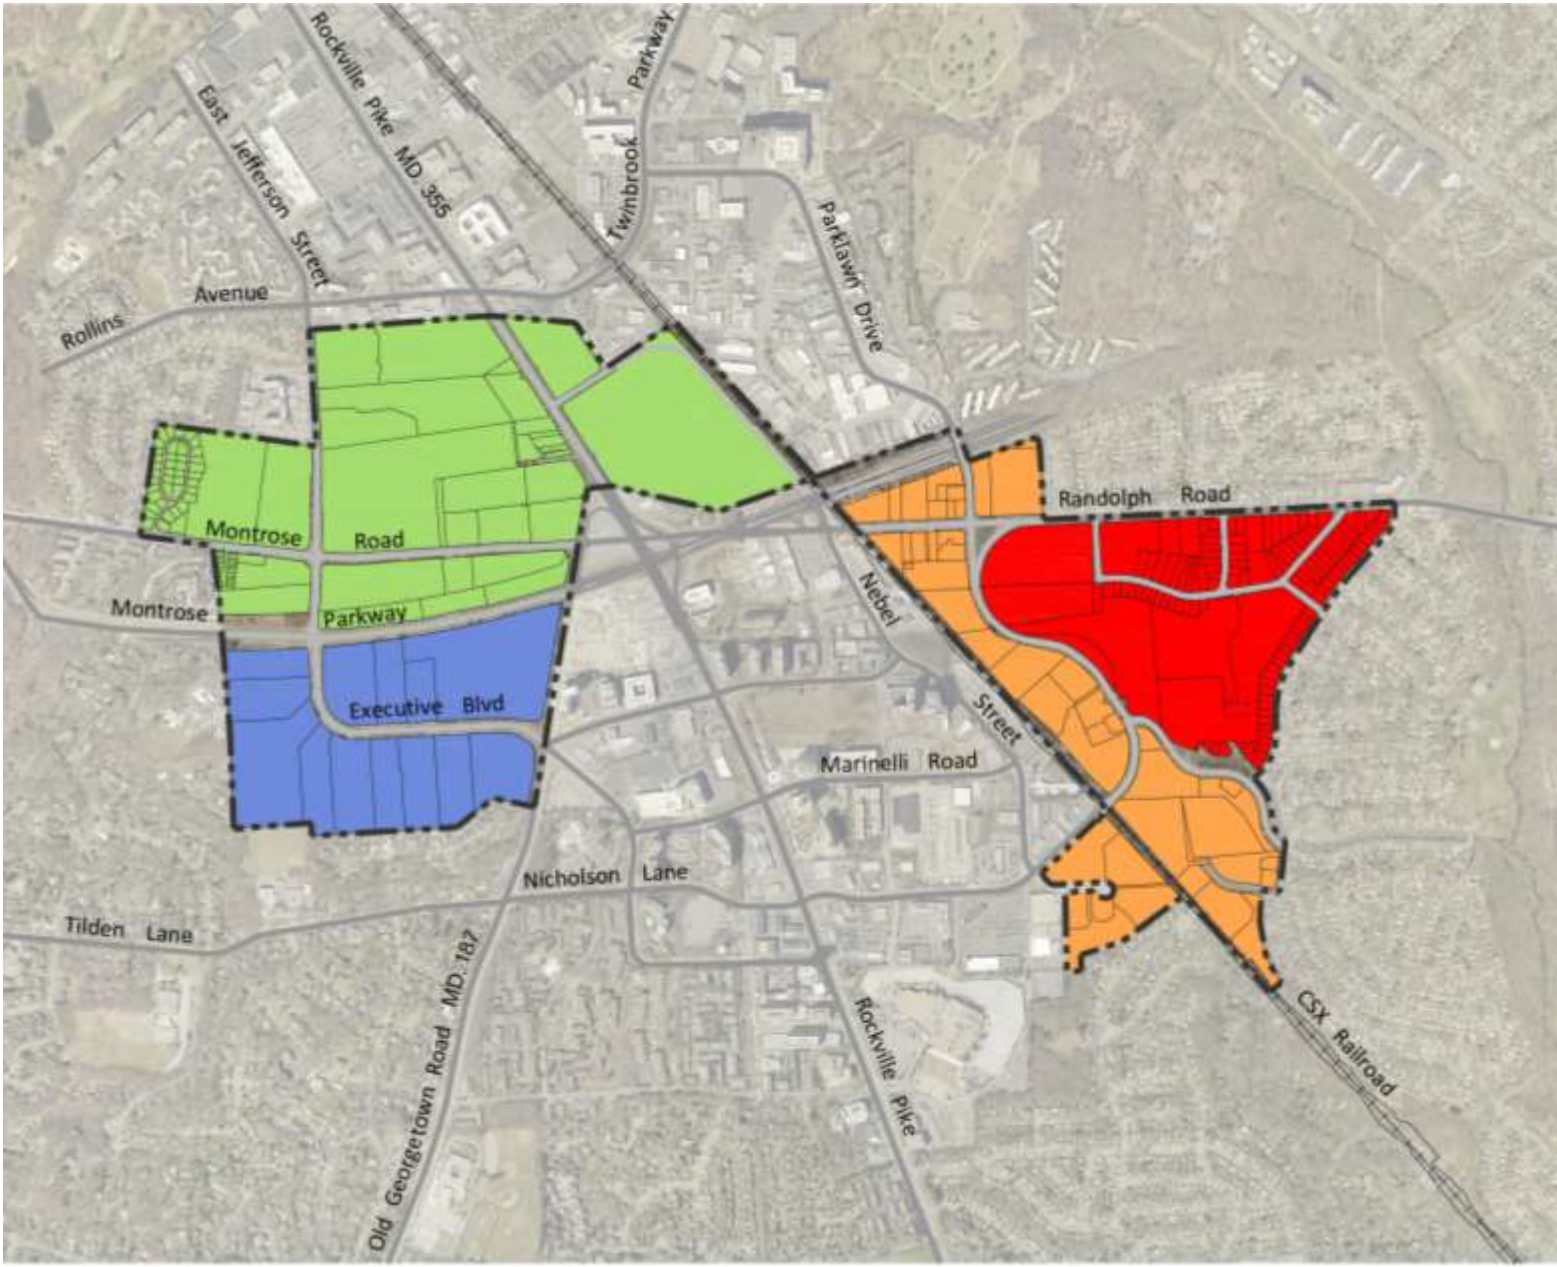 Rockville Pike MD. 355
Parkway
Twinbrook
East Jefferson Street
Parklawn Drive
Rollins Avenue
Randolph Road
Montrose Road
Montrose Parkway
Nebel Street
Executive Blvd
Marinelli Road
Nicholson Lane
Tilden Lane
Old Georgetown Road MD. 187
Rockville Pike
CSX Railroad